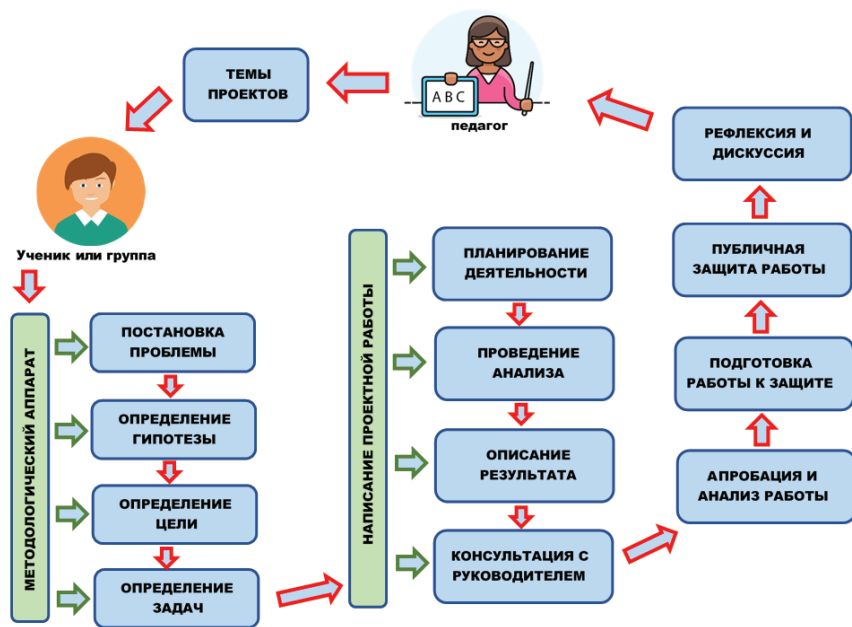 ТЕМЫ
ПРОЕКТОВ
A B C
педагог
Ученик или группа
МЕТОДОЛОГИЧЕСКИЙ АППАРАТ
ПОСТАНОВКА
ПРОБЛЕМЫ
ОПРЕДЕЛЕНИЕ
ГИПОТЕЗЫ
ОПРЕДЕЛЕНИЕ
ЦЕЛИ
ОПРЕДЕЛЕНИЕ
ЗАДАЧ
НАПИСАНИЕ ПРОЕКТНОЙ РАБОТЫ
ПЛАНИРОВАНИЕ
ДЕЯТЕЛЬНОСТИ
ПРОВЕДЕНИЕ
АНАЛИЗА
ОПИСАНИЕ
РЕЗУЛЬТАТА
КОНСУЛЬТАЦИЯ С
РУКОВОДИТЕЛЕМ
АПРОБАЦИЯ И
АНАЛИЗ РАБОТЫ
ПОДГОТОВКА
РАБОТЫ К ЗАЩИТЕ
ПУБЛИЧНАЯ
ЗАЩИТА РАБОТЫ
РЕФЛЕКСИЯ И
ДИСКУССИЯ